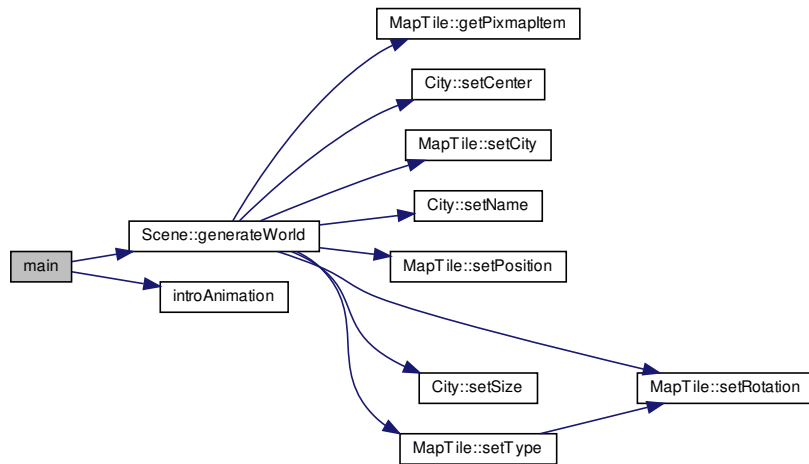 MapTile::getPixmapItem
City::setCenter
MapTile::setCity
City::setName
Scene::generateWorld
MapTile::setPosition
main
introAnimation
City::setSize
MapTile::setRotation
MapTile::setType